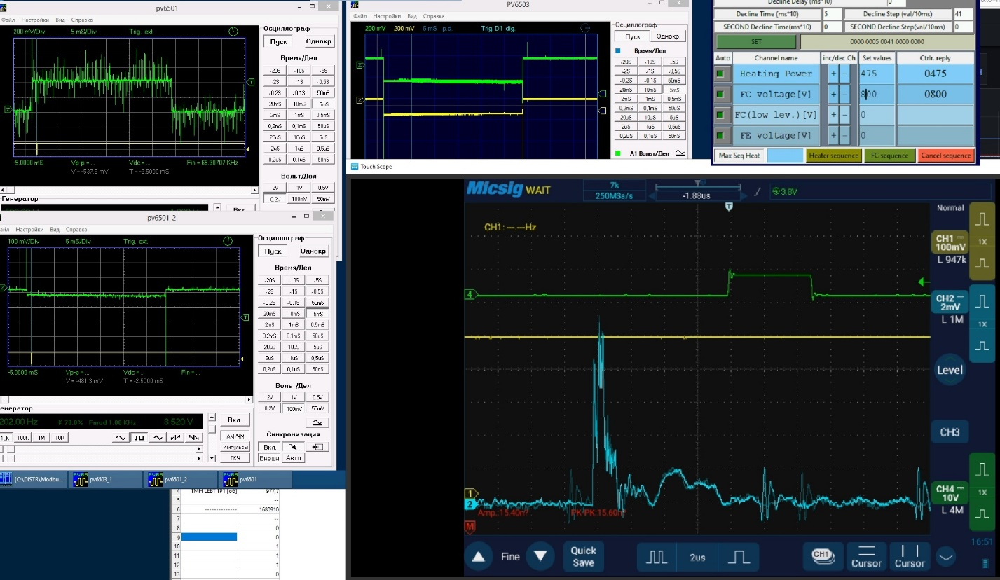 pv6501
Файл Настройки Вид Справка
200 mV/Div 5 mS/Div Trig. ext.
-5.0000 mS Vp-p = ... Vdc = ... Fin = 65.90707 KHz
V = -537.5 mV T = -2.5000 mS
Осциллограф
Пуск Однокр.
Время/Дел
-20S -10S -5S
-2S -1S -0,5S
-0.2S -0.1S 50mS
20mS 10mS 5mS
2mS 1mS 0,5mS
0,2mS 0,1mS 50uS
20uS 10uS 5uS
2uS 1uS 0,5uS
0,2uS 0,1uS 50nS
Вольт/Дел
2V 1V 0.5V
0.2V 100mV 50mV
Генератор
Вкл.
pv6501_2
айл Настройки Вид Справка
100 mV/Div 5 mS/Div Trig. ext.
-5.0000 mS Vp-p = ... Vdc = ... Fin = ...
V = -481.3 mV T = -2.5000 mS
Осциллограф
Пуск Однокр.
Время/Дел
-20S -10S -5S
-2S -1S -0,5S
-0,2S -0,1S 50mS
20mS 10mS 5mS
2mS 1mS 0.5mS
0,2mS 0,1mS 50uS
20uS 10uS 5uS
2uS 1uS 0,5uS
0,2uS 0,1uS 50nS
Вольт/Дел
2V 1V 0.5V
0.2V 100mV 50mV
Синхронизация
Вкл.
Внешн. Авто
енератор
202.00 Hz K 70.0% Fmod 1.00 KHz 3.520 V
Вкл.
10K 100K 1M 10M
АМ/ЧМ
Импульсы
ГКЧ
(C:\DISTR\Modbu... pv6503_1 pv6501_2 pv6501
4 ТМН LEBT 1P1 [об] 977,7
5 --
6 ------------- 1680910
7 --
8 0
9 0
10 1
11 1
12 1
13 0
PV6503
Файл Настройки Вид Справка
200 mV 200 mV 5 mS p.d. Trig. D1 dig.
Осциллограф
Пуск Однокр.
Время/Дел
-20S -10S -5S
-2S -1S -0,5S
-0.2S -0.1S 50mS
20mS 10mS 5mS
2mS 1mS 0,5mS
0,2mS 0,1mS 50uS
20uS 10uS 5uS
2uS 1uS 0,5uS
0,2uS 0,1uS 50nS
A1 Вольт/Дел
Decline Delay (ms*10) 0
Decline Time (ms*10) 5 Decline Step (val/10ms) 41
SECOND Decline Time(ms*10) 0 SECOND Decline Step(val/10ms) 0
SET 0000 0005 0041 0000 0000
Auto Channel name inc/dec Ch Set values Ctrlr. reply
Heating Power + - 475 0475
FC voltage[V] + - 800 0800
FC(low lev.)[V] + - 0
FE voltage[V] + - 0
Max Seq Heat Heater sequence FC sequence Cancel sequence
Touch Scope
Micsig WAIT
7k
250MSa/s
-1.88us
4 3.8V
T
CH1: --.---Hz
Normal
CH1
100mV
1X
L 947k
CH2
2mV
1X
L 1M
Level
CH3
CH4
10V
1X
L 4M
4
1
2
M
Amp.:15.40m? PK-PK:15.60m?
16:51
Fine
Quick
Save
2us
CH1
Cursor
Cursor